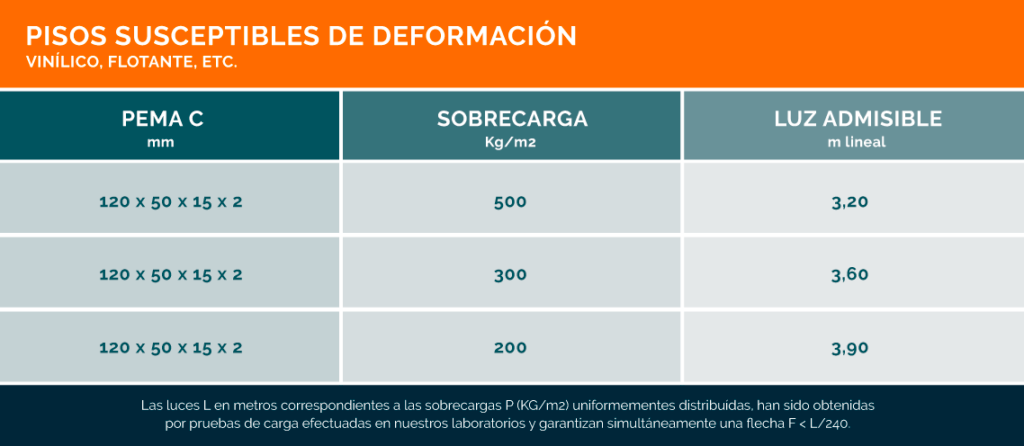 PISOS SUSCEPTIBLES DE DEFORMACIÓN
VINÍLICO, FLOTANTE, ETC.
PEMA C SOBRECARGA LUZ ADMISIBLE
mm Kg/m2 m lineal
120 x 50 x 15 x 2 500 3,20
120 x 50 x 15 x 2 300 3,60
120 x 50 x 15 x 2 200 3,90
Las luces L en metros correspondientes a las sobrecargas P (KG/m2) uniformementes distribuidas, han sido obtenidas
por pruebas de carga efectuadas en nuestros laboratorios y garantizan simultáneamente una flecha F < L/240.